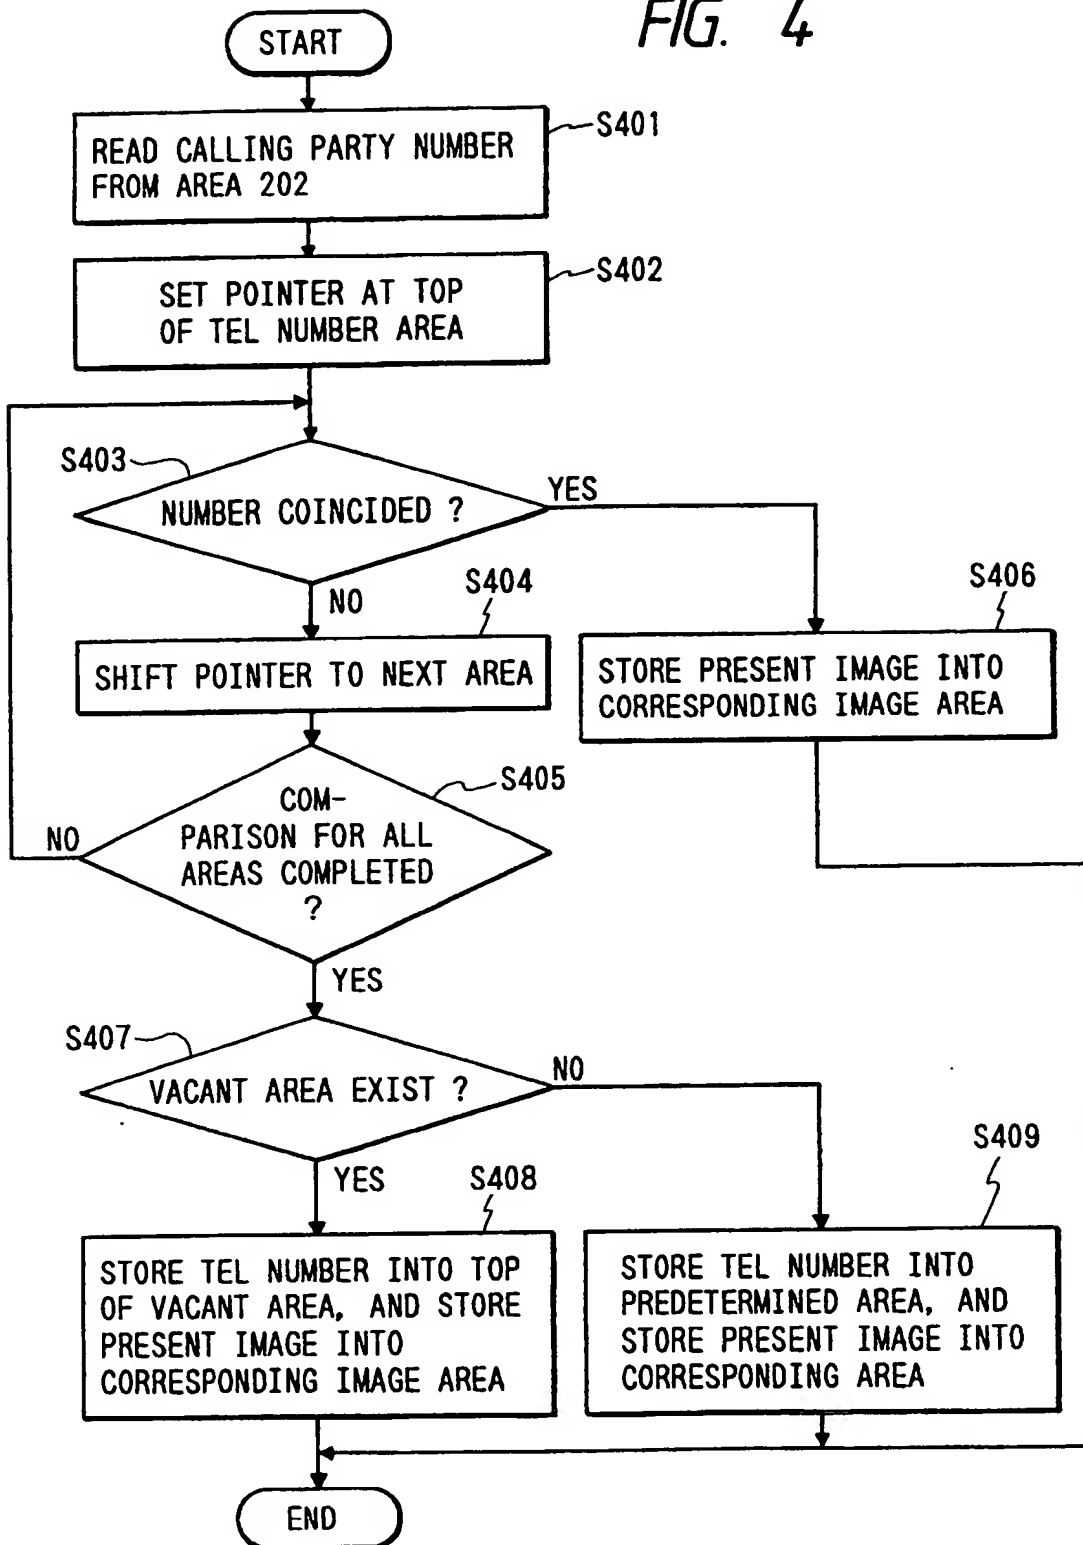 FIG. 4
START
S401
READ CALLING PARTY NUMBER
FROM AREA 202
S402
SET POINTER AT TOP
OF TEL NUMBER AREA
S403
NUMBER COINCIDED ?
YES
NO
S404
SHIFT POINTER TO NEXT AREA
S406
STORE PRESENT IMAGE INTO
CORRESPONDING IMAGE AREA
S405
COM-
PARISON FOR ALL
AREAS COMPLETED
?
NO
YES
S407
VACANT AREA EXIST ?
NO
YES
S408
STORE TEL NUMBER INTO TOP
OF VACANT AREA, AND STORE
PRESENT IMAGE INTO
CORRESPONDING IMAGE AREA
S409
STORE TEL NUMBER INTO
PREDETERMINED AREA, AND
STORE PRESENT IMAGE INTO
CORRESPONDING AREA
END